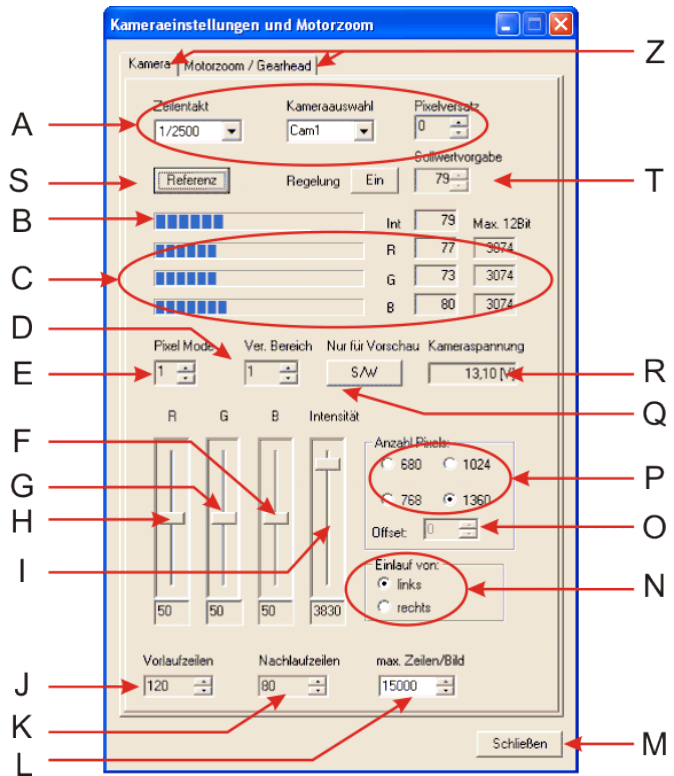 Kameraeinstellungen und Motorzoom
Z
Kamera Motorzoom / Gearhead
A
Zeilentakt Kameraauswahl Pixelversatz
1/2500 Cam1 0
Sollwertvorgabe
S Referenz Regelung Ein 79 T
B Int 79 Max. 12Bit
R 77 3874
C G 73 3074
B 80 3074
D
Pixel Mode Ver. Bereich Nur für Vorschau Kameraspannung
E 1 1 S/W 13,10 [V] R
Q
R G B Intensität
F
Anzahl Pixels:
680 1024 P
G
768 1360
H
Offset: 0 O
I
Einlauf von:
links N
rechts
50 50 50 3830
Vorlaufzeilen Nachlaufzeilen max. Zeilen/Bild
J 120 80 15000
K
L
Schließen M